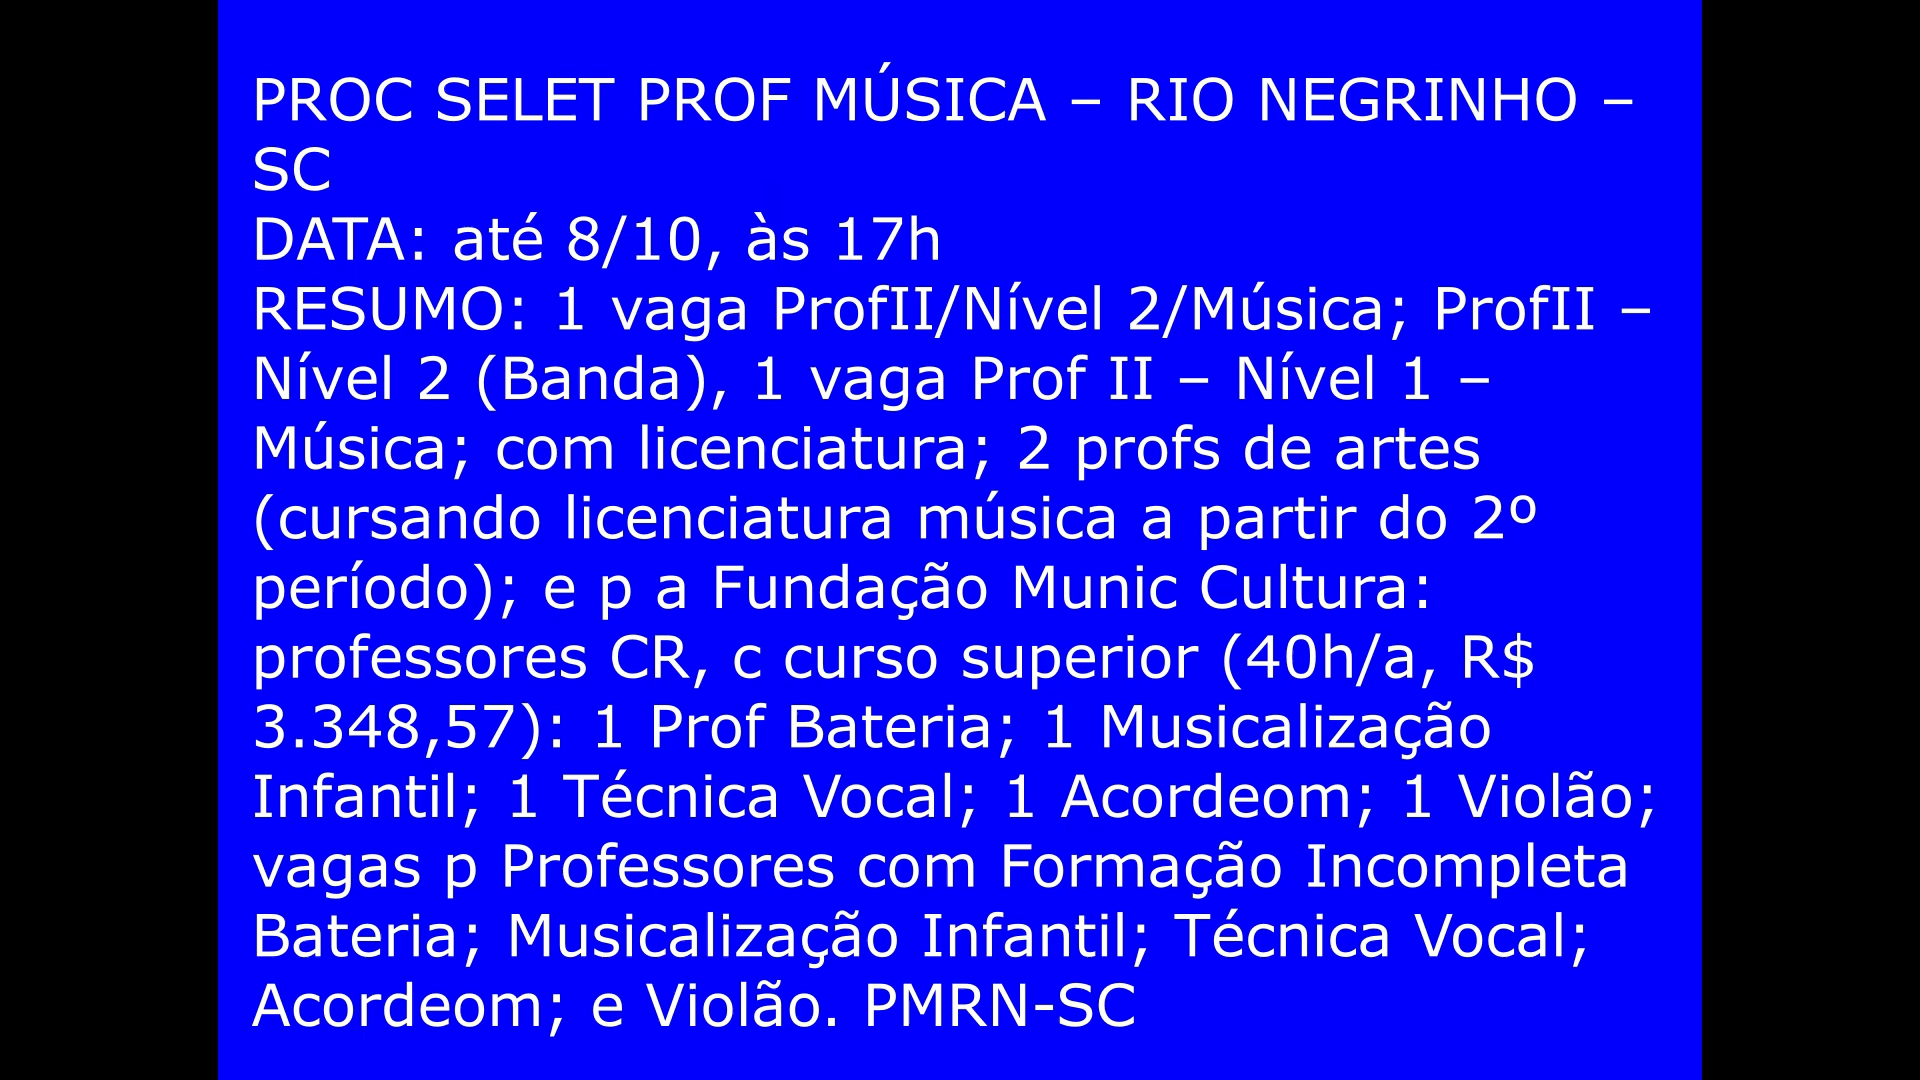 PROC SELET PROF MÚSICA – RIO NEGRINHO –
SC
DATA: até 8/10, às 17h
RESUMO: 1 vaga ProfII/Nível 2/Música; ProfII –
Nível 2 (Banda), 1 vaga Prof II – Nível 1 –
Música; com licenciatura; 2 profs de artes
(cursando licenciatura música a partir do 2º
período); e p a Fundação Munic Cultura:
professores CR, c curso superior (40h/a, R$
3.348,57): 1 Prof Bateria; 1 Musicalização
Infantil; 1 Técnica Vocal; 1 Acordeom; 1 Violão;
vagas p Professores com Formação Incompleta
Bateria; Musicalização Infantil; Técnica Vocal;
Acordeom; e Violão. PMRN-SC